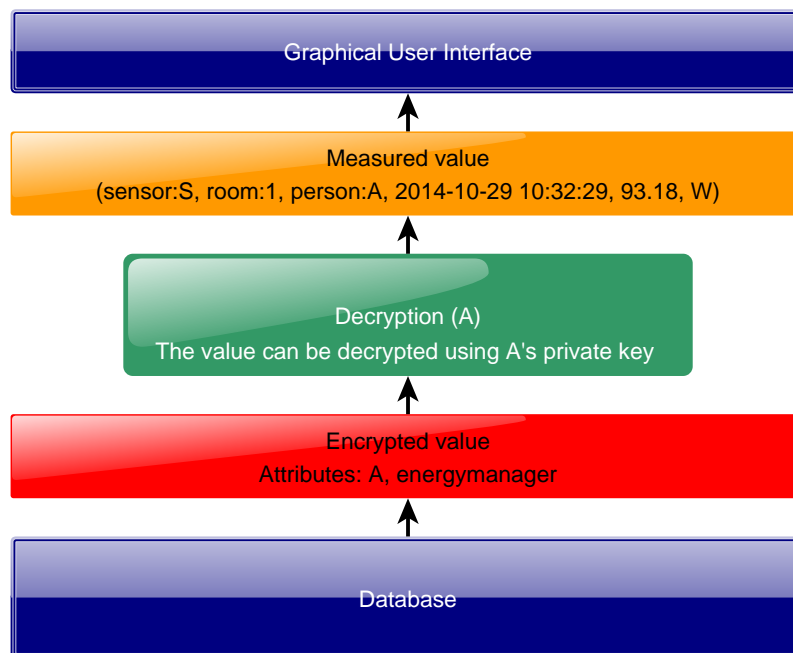 Graphical User Interface
Measured value
(sensor:S, room:1, person:A, 2014-10-29 10:32:29, 93.18, W)
Decryption (A)
The value can be decrypted using A's private key
Encrypted value
Attributes: A, energymanager
Database